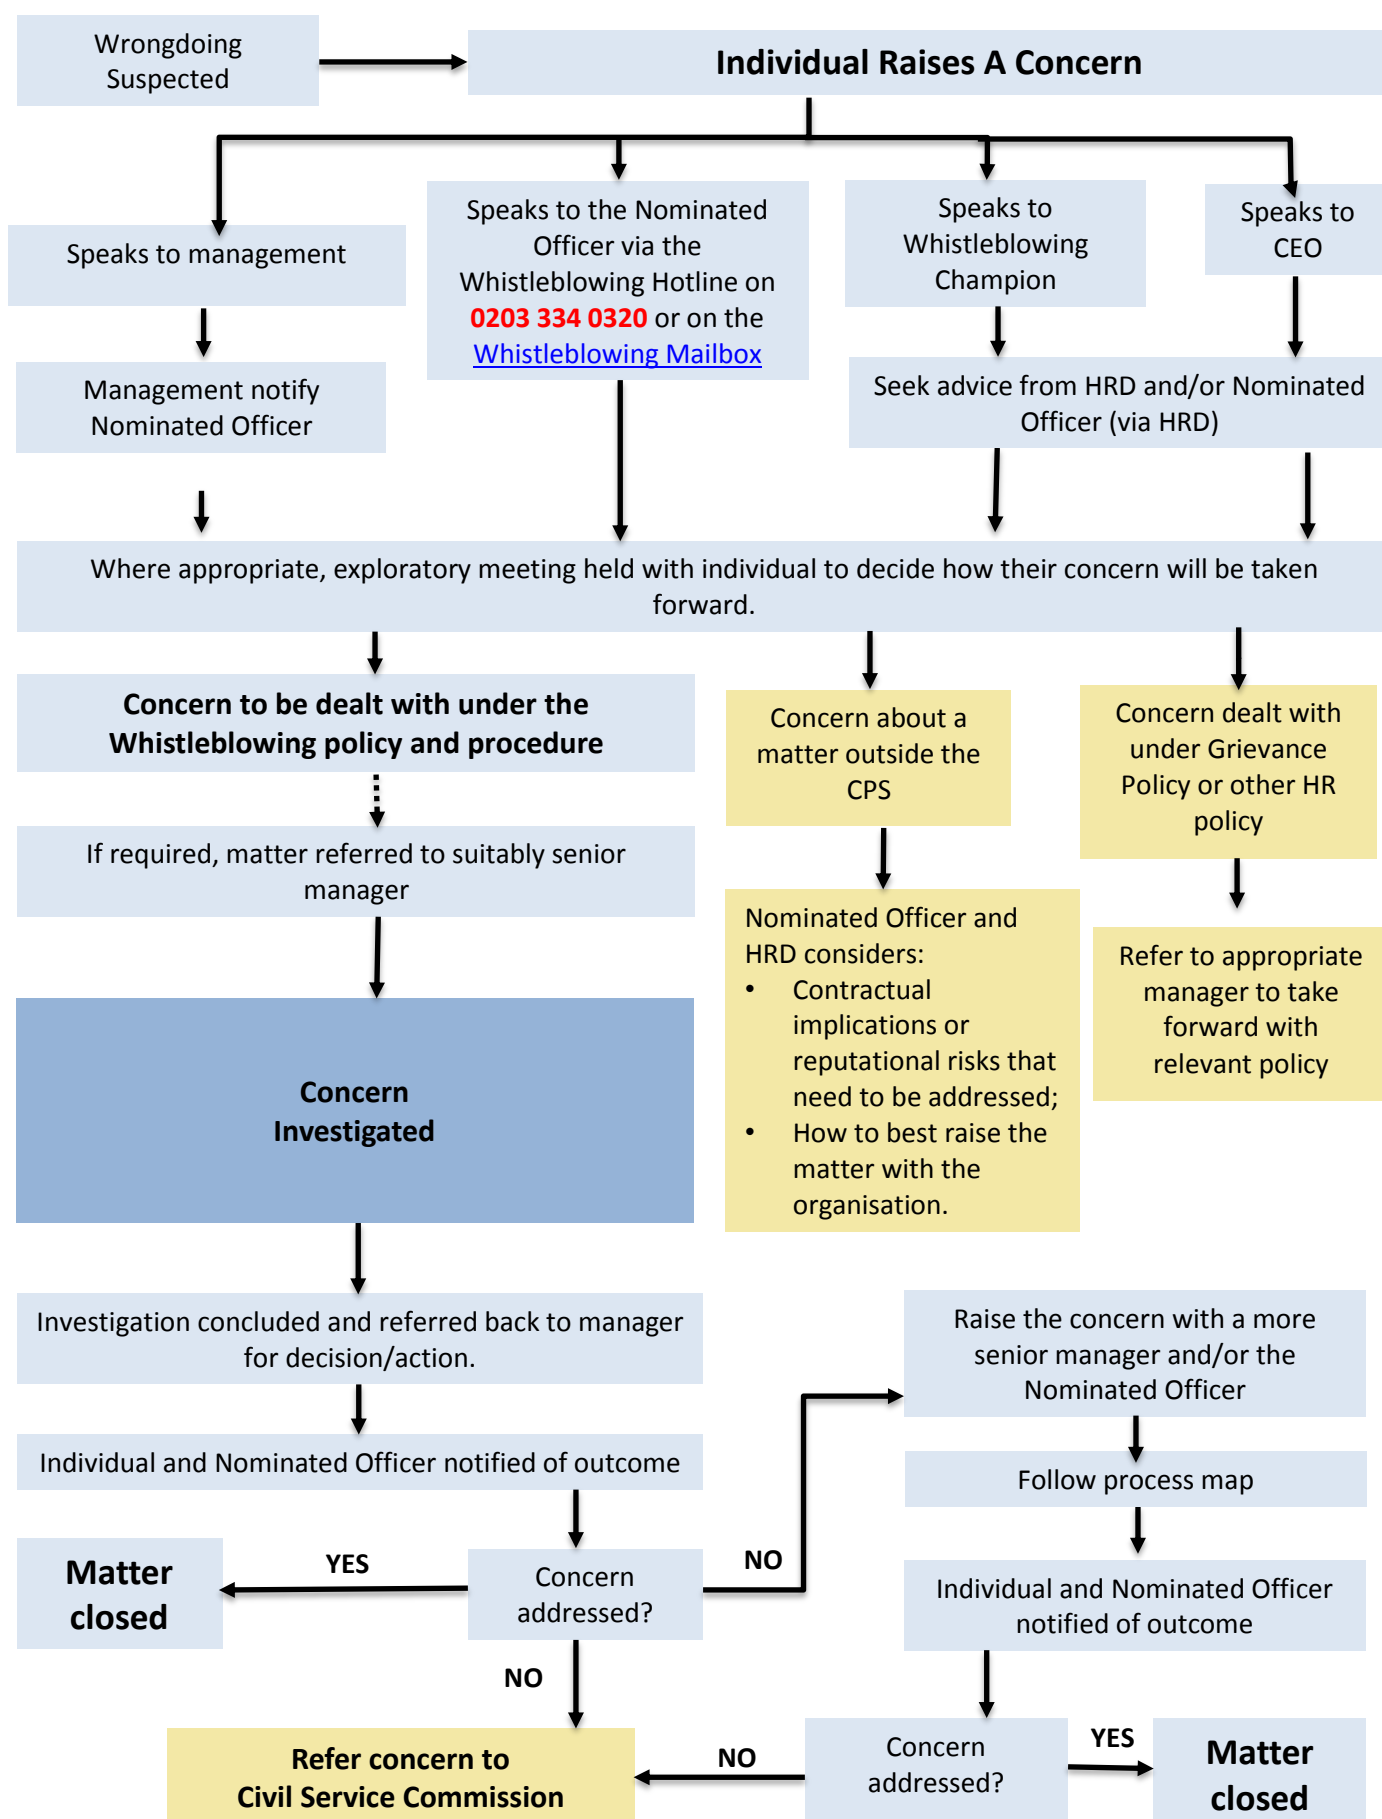 Wrongdoing
Suspected
Individual Raises A Concern
Speaks to management
Speaks to the Nominated
Officer via the
Whistleblowing Hotline on
0203 334 0320 or on the
Whistleblowing Mailbox
Speaks to
Whistleblowing
Champion
Speaks to
CEO
Management notify
Nominated Officer
Seek advice from HRD and/or Nominated
Officer (via HRD)
Where appropriate, exploratory meeting held with individual to decide how their concern will be taken
forward.
Concern to be dealt with under the
Whistleblowing policy and procedure
Concern about a
matter outside the
CPS
Concern dealt with
under Grievance
Policy or other HR
policy
If required, matter referred to suitably senior
manager
Nominated Officer and
HRD considers:
• Contractual
implications or
reputational risks that
need to be addressed;
• How to best raise the
matter with the
organisation.
Refer to appropriate
manager to take
forward with
relevant policy
Concern
Investigated
Investigation concluded and referred back to manager
for decision/action.
Raise the concern with a more
senior manager and/or the
Nominated Officer
Individual and Nominated Officer notified of outcome
Follow process map
Matter
closed
YES
Concern
addressed?
NO
Individual and Nominated Officer
notified of outcome
NO
Refer concern to
Civil Service Commission
NO
Concern
addressed?
YES
Matter
closed